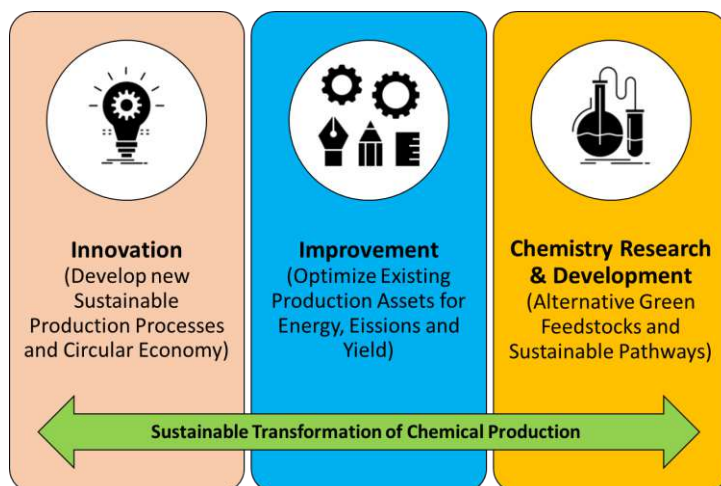 Innovation
(Develop new
Sustainable
Production Processes
and Circular Economy)
Improvement
(Optimize Existing
Production Assets for
Energy, Eissions and
Yield)
Chemistry Research
& Development
(Alternative Green
Feedstocks and
Sustainable Pathways)
Sustainable Transformation of Chemical Production